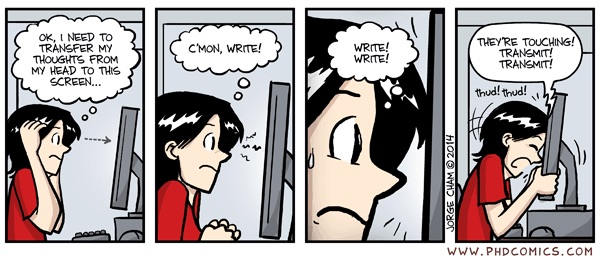 OK, I NEED TO
TRANSFER MY
THOUGHTS FROM
MY HEAD TO THIS
SCREEN...
C'MON, WRITE!
WRITE!
WRITE!
THEY'RE TOUCHING!
TRANSMIT!
TRANSMIT!
thud! thud!
JORGE CHAM © 2014
WWW.PHDCOMICS.COM